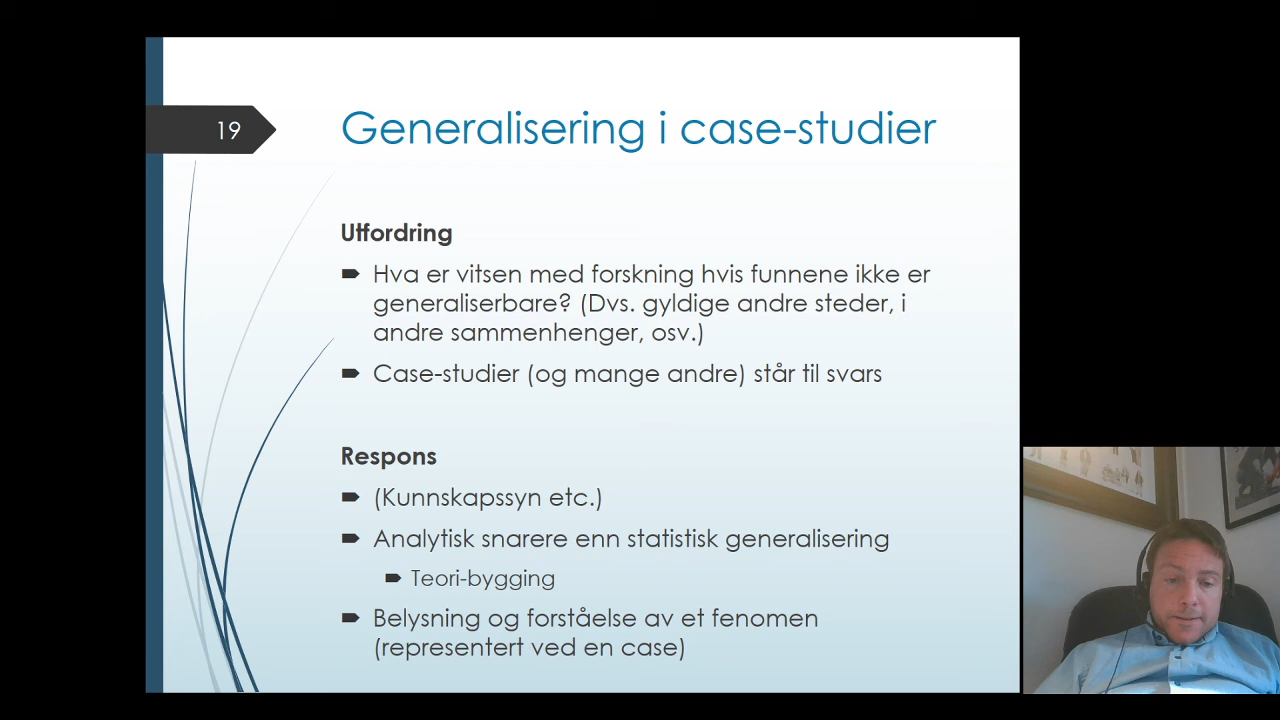 19
Generalisering i case-studier
Utfordring
Hva er vitsen med forskning hvis funnene ikke er
generaliserbare? (Dvs. gyldige andre steder, i
andre sammenhenger, osv.)
Case-studier (og mange andre) står til svars
Respons
(Kunnskapssyn etc.)
Analytisk snarere enn statistisk generalisering
Teori-bygging
Belysning og forståelse av et fenomen
(representert ved en case)